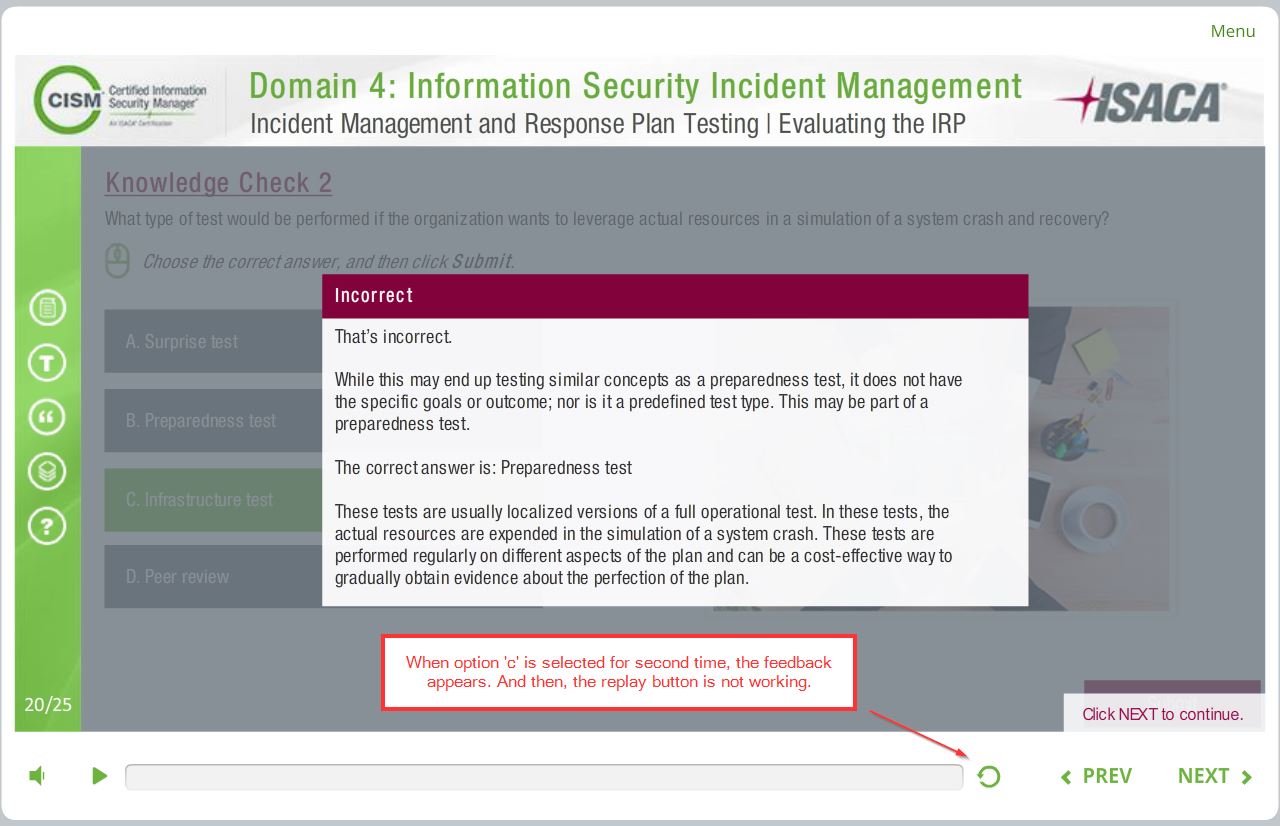 Menu
CISM
Certified Information
Security Manager®
An ISACA® Certification
Domain 4: Information Security Incident Management
Incident Management and Response Plan Testing | Evaluating the IRP
ISACA®
Knowledge Check 2
What type of test would be performed if the organization wants to leverage actual resources in a simulation of a system crash and recovery?
Choose the correct answer, and then click Submit.
A. Surprise test
B. Preparedness test
C. Infrastructure test
D. Peer review
Incorrect
That’s incorrect.
While this may end up testing similar concepts as a preparedness test, it does not have
the specific goals or outcome; nor is it a predefined test type. This may be part of a
preparedness test.
The correct answer is: Preparedness test
These tests are usually localized versions of a full operational test. In these tests, the
actual resources are expended in the simulation of a system crash. These tests are
performed regularly on different aspects of the plan and can be a cost-effective way to
gradually obtain evidence about the perfection of the plan.
When option 'c' is selected for second time, the feedback
appears. And then, the replay button is not working.
20/25
Click NEXT to continue.
PREV
NEXT